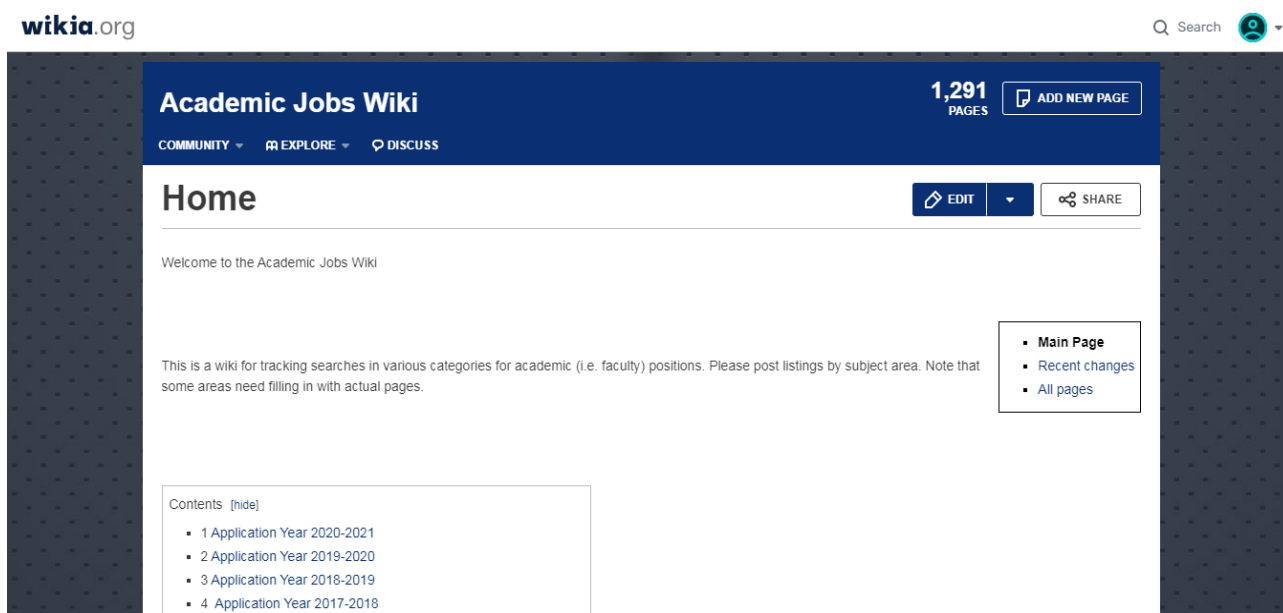 wikia.org
Search
Academic Jobs Wiki
1,291
PAGES
ADD NEW PAGE
COMMUNITY
EXPLORE
DISCUSS
Home
EDIT
SHARE
Welcome to the Academic Jobs Wiki
This is a wiki for tracking searches in various categories for academic (i.e. faculty) positions. Please post listings by subject area. Note that
some areas need filling in with actual pages.
Main Page
Recent changes
All pages
Contents [hide]
1 Application Year 2020-2021
2 Application Year 2019-2020
3 Application Year 2018-2019
4 Application Year 2017-2018